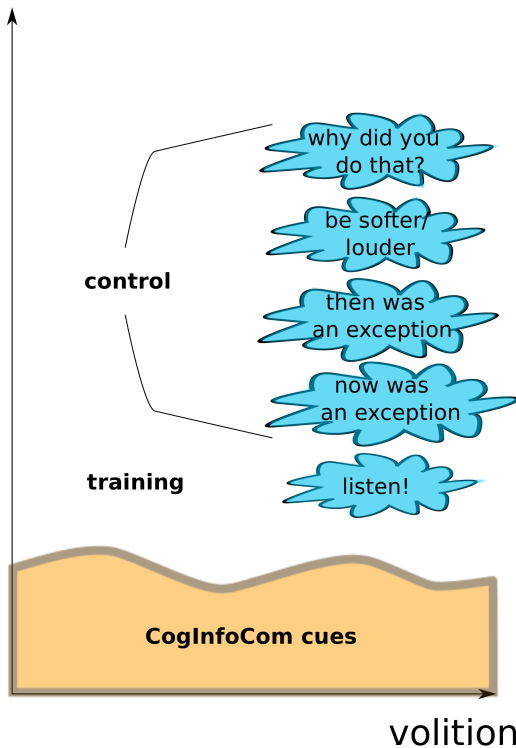 why did you
do that?
be softer/
louder
then was
an exception
control
now was
an exception
training
listen!
CogInfoCom cues
volition